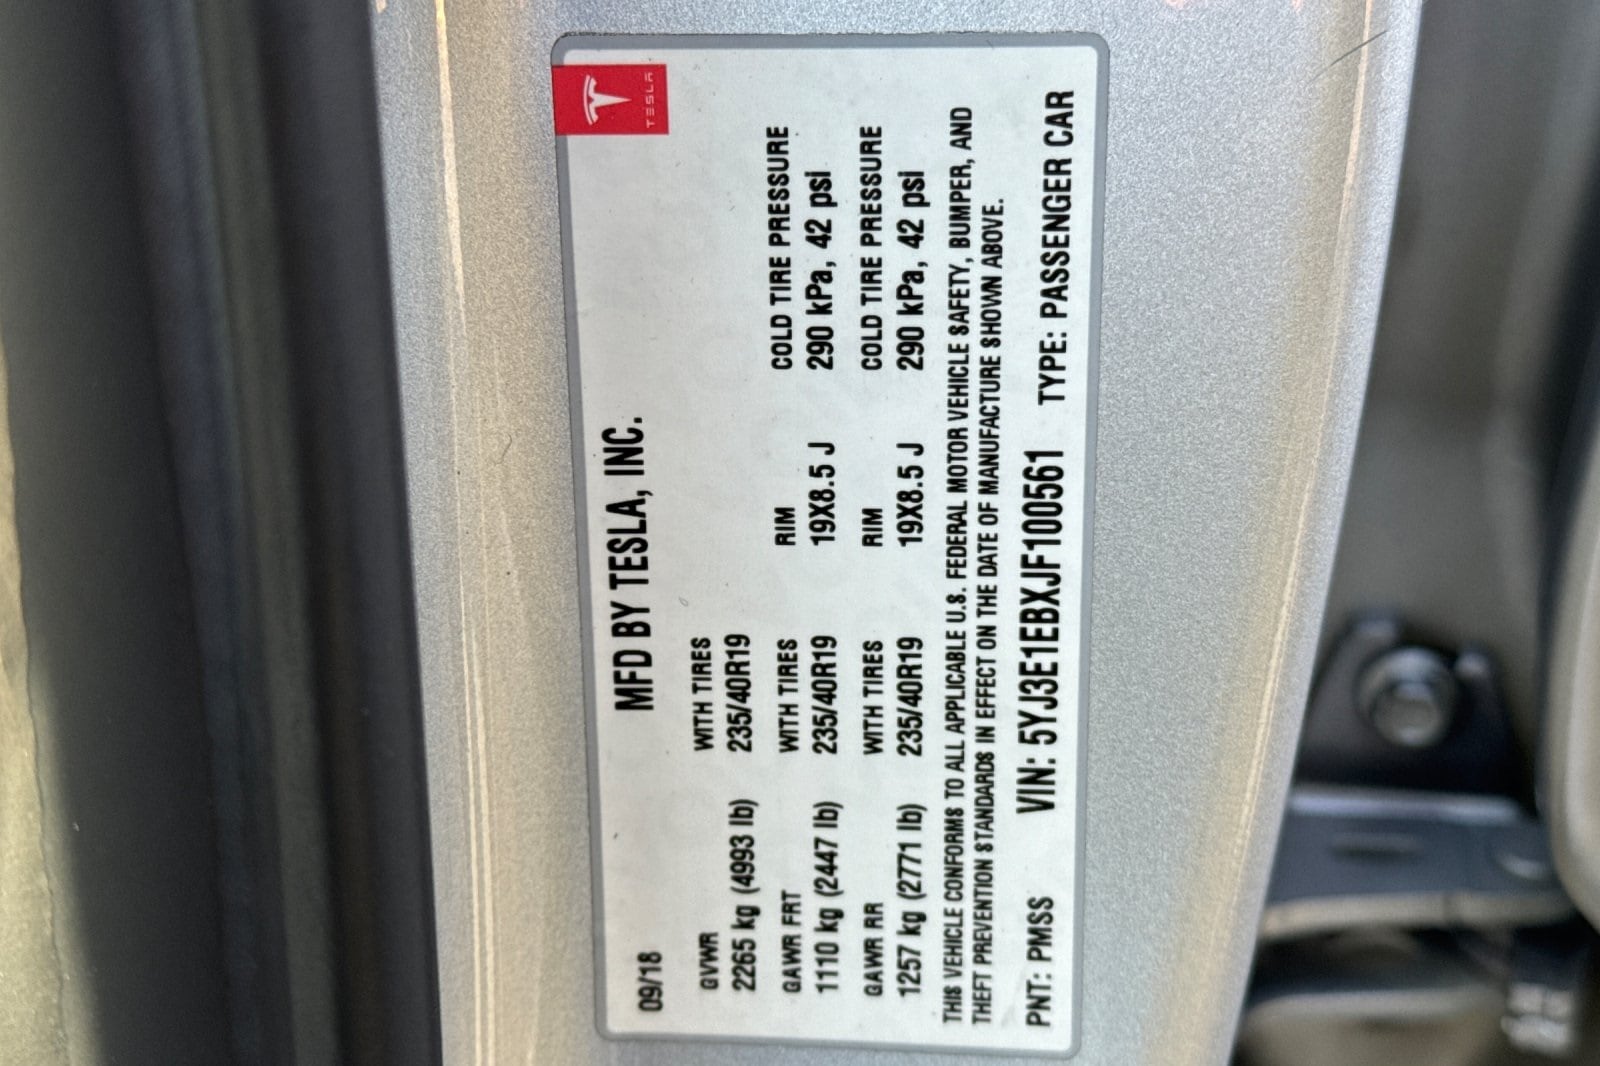 TESLA
MFD BY TESLA, INC.
09/18
GVWR WITH TIRES
2265 kg (4993 lb) 235/40R19
GAWR FRT WITH TIRES RIM COLD TIRE PRESSURE
1110 kg (2447 lb) 235/40R19 19X8.5 J 290 kPa, 42 psi
GAWR RR WITH TIRES RIM COLD TIRE PRESSURE
1257 kg (2771 lb) 235/40R19 19X8.5 J 290 kPa, 42 psi
THIS VEHICLE CONFORMS TO ALL APPLICABLE U.S. FEDERAL MOTOR VEHICLE SAFETY, BUMPER, AND
THEFT PREVENTION STANDARDS IN EFFECT ON THE DATE OF MANUFACTURE SHOWN ABOVE.
PNT: PMSS VIN: 5YJ3E1EBXJF100561 TYPE: PASSENGER CAR